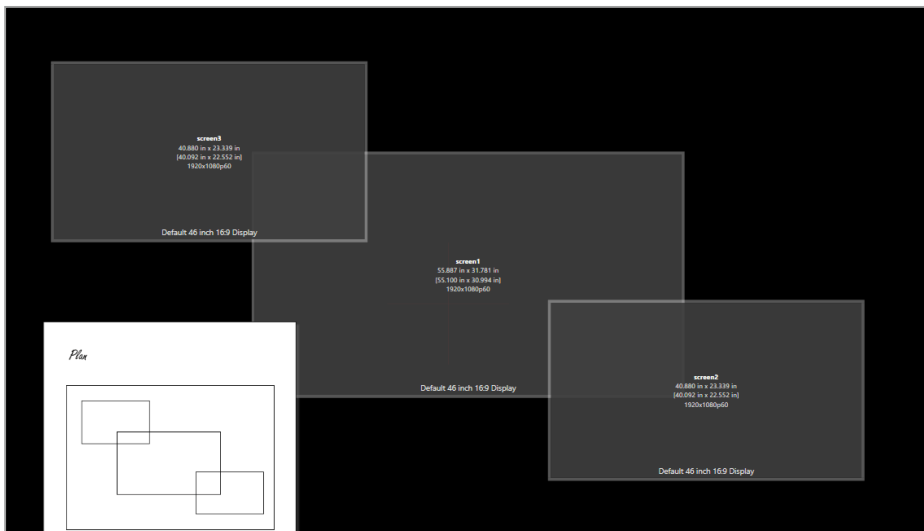 screen3
40.880 in x 23.339 in
[40.092 in x 22.552 in]
1920x1080p60
Default 46 inch 16:9 Display
screen1
55.887 in x 31.781 in
[55.100 in x 30.994 in]
1920x1080p60
Default 46 inch 16:9 Display
screen2
40.880 in x 23.339 in
[40.092 in x 22.552 in]
1920x1080p60
Default 46 inch 16:9 Display
Plan